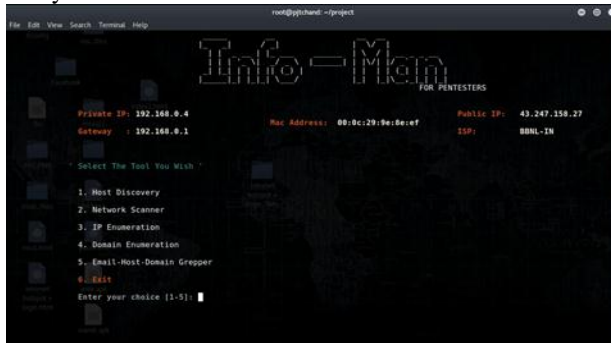 root@pjtchand: ~/project
File Edit View Search Terminal Help
Info-Man
FOR PENTESTERS
Private IP: 192.168.0.4
Mac Address: 00:0c:29:9e:8e:ef
Public IP: 43.247.158.27
Gateway : 192.168.0.1
ISP: BBNL-IN
" Select The Tool You Wish "
1. Host Discovery
2. Network Scanner
3. IP Enumeration
4. Domain Enumeration
5. Email-Host-Domain Grepper
6. Exit
Enter your choice [1-5]: